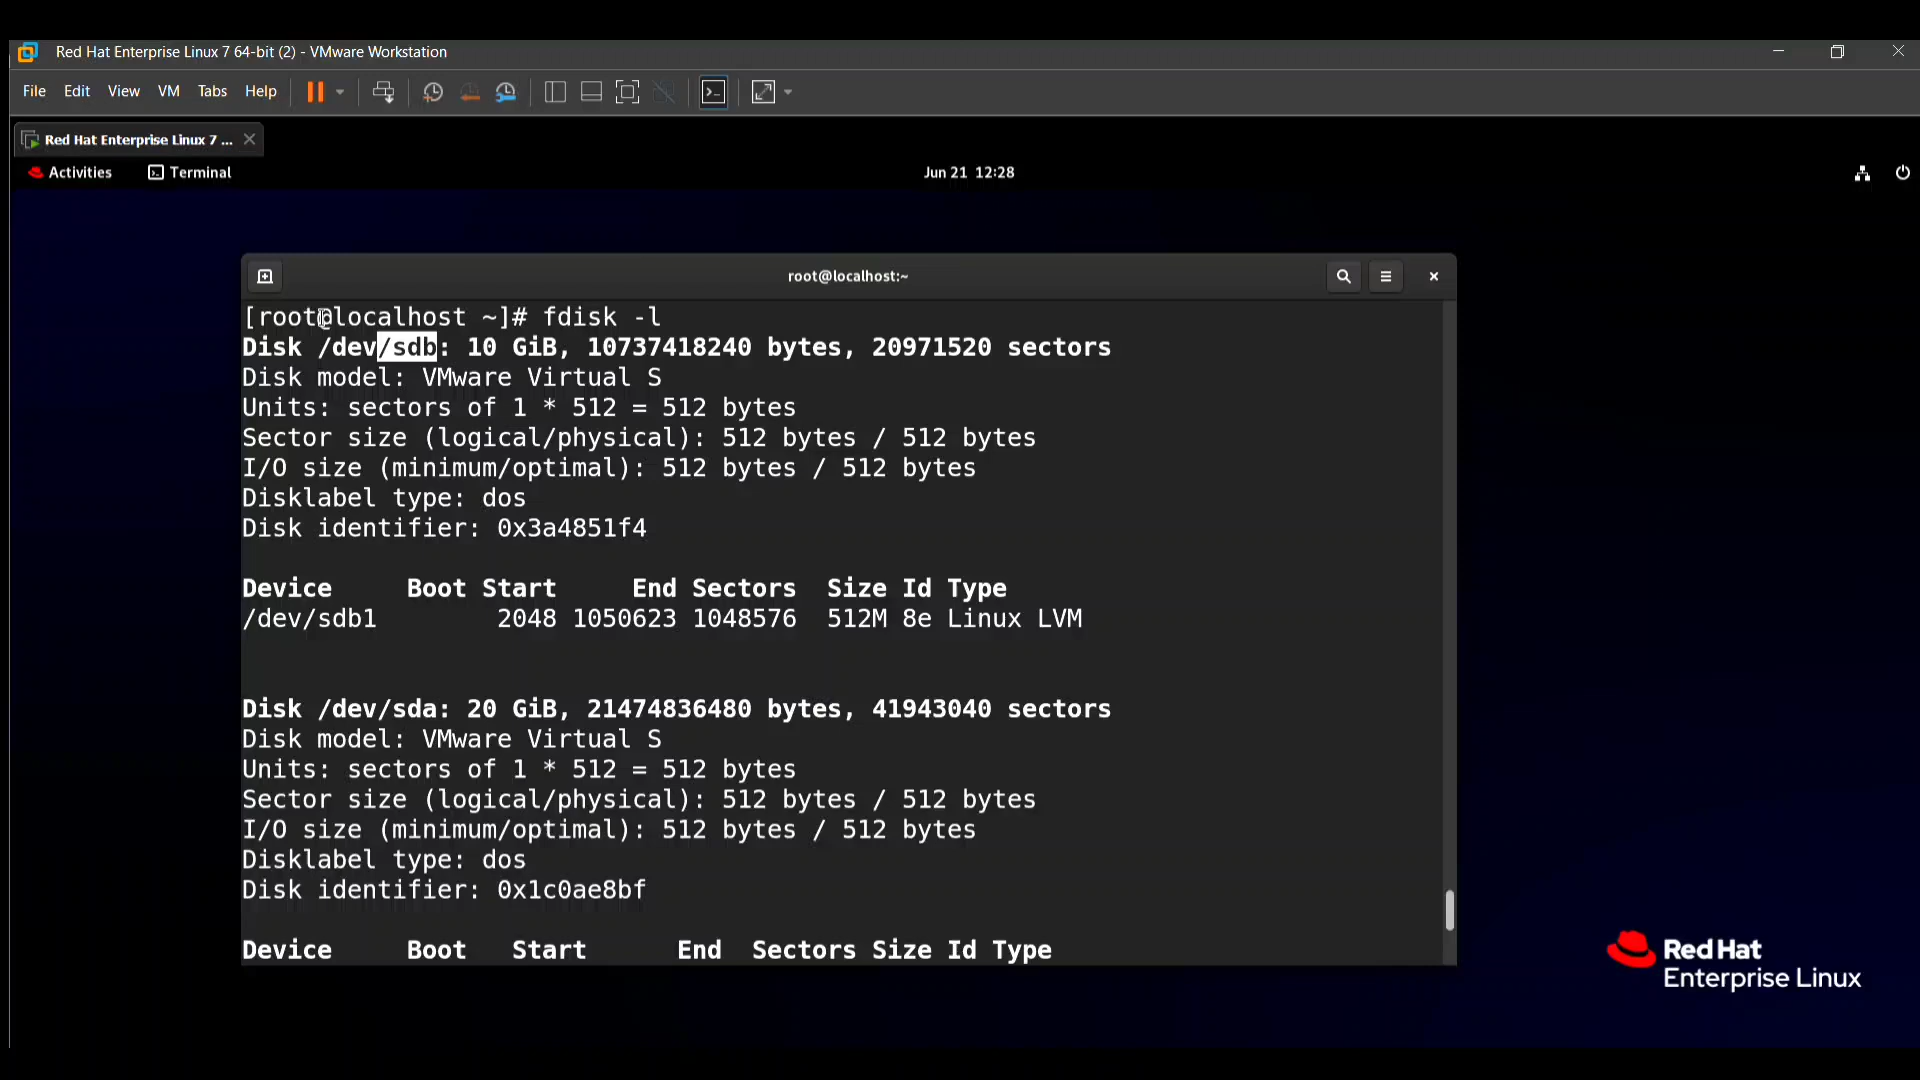 Red Hat Enterprise Linux 7 64-bit (2) - VMware Workstation
File Edit View VM Tabs Help
Red Hat Enterprise Linux 7 ...
Activities Terminal Jun 21 12:28
root@localhost:~
[root@localhost ~]# fdisk -l
Disk /dev/sdb: 10 GiB, 10737418240 bytes, 20971520 sectors
Disk model: VMware Virtual S
Units: sectors of 1 * 512 = 512 bytes
Sector size (logical/physical): 512 bytes / 512 bytes
I/O size (minimum/optimal): 512 bytes / 512 bytes
Disklabel type: dos
Disk identifier: 0x3a4851f4
Device Boot Start End Sectors Size Id Type
/dev/sdb1 2048 1050623 1048576 512M 8e Linux LVM
Disk /dev/sda: 20 GiB, 21474836480 bytes, 41943040 sectors
Disk model: VMware Virtual S
Units: sectors of 1 * 512 = 512 bytes
Sector size (logical/physical): 512 bytes / 512 bytes
I/O size (minimum/optimal): 512 bytes / 512 bytes
Disklabel type: dos
Disk identifier: 0x1c0ae8bf
Device Boot Start End Sectors Size Id Type
Red Hat
Enterprise Linux